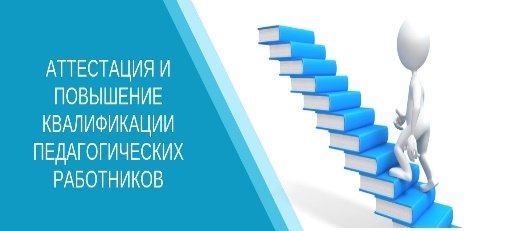 АТТЕСТАЦИЯ И
ПОВЫШЕНИЕ
КВАЛИФИКАЦИИ
ПЕДАГОГИЧЕСКИХ
РАБОТНИКОВ